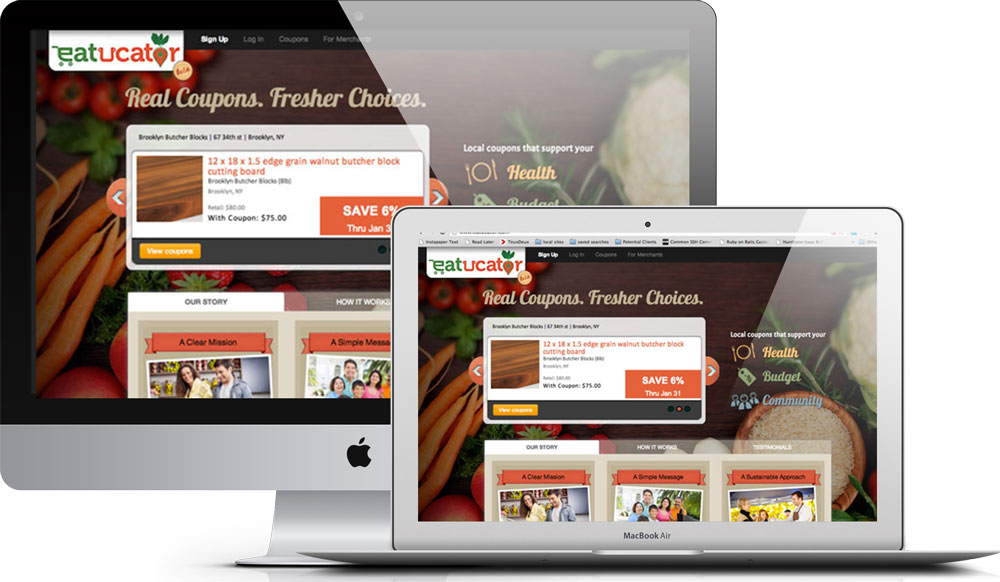 eatucator
Beta
Sign Up Log In Coupons For Merchants
Real Coupons. Fresher Choices.
Brooklyn Butcher Blocks | 67 34th st | Brooklyn, NY
12 x 18 x 1.5 edge grain walnut butcher block
cutting board
Brooklyn Butcher Blocks (Blb)
Brooklyn, NY
Retail: $80.00
With Coupon: $75.00
SAVE 6%
Thru Jan 3
View coupons
Local coupons that support your
Health
Budget
OUR STORY HOW IT WORKS
A Clear Mission
A Simple Messa
Instapaper Text Read Later TeuxDeux local sites saved searches Potential Clients Common SSH Com Ruby on Rails Guide
eatucator
Beta
Sign Up Log In Coupons For Merchants
Real Coupons. Fresher Choices.
Brooklyn Butcher Blocks | 67 34th st | Brooklyn, NY
12 x 18 x 1.5 edge grain walnut butcher block
cutting board
Brooklyn Butcher Blocks (Blb)
Brooklyn, NY
Retail: $80.00
With Coupon: $75.00
SAVE 6%
Thru Jan 31
View coupons
Local coupons that support your
Health
Budget
Community
OUR STORY HOW IT WORKS TESTIMONIALS
A Clear Mission
A Simple Message
A Sustainable Approach
MacBook Air